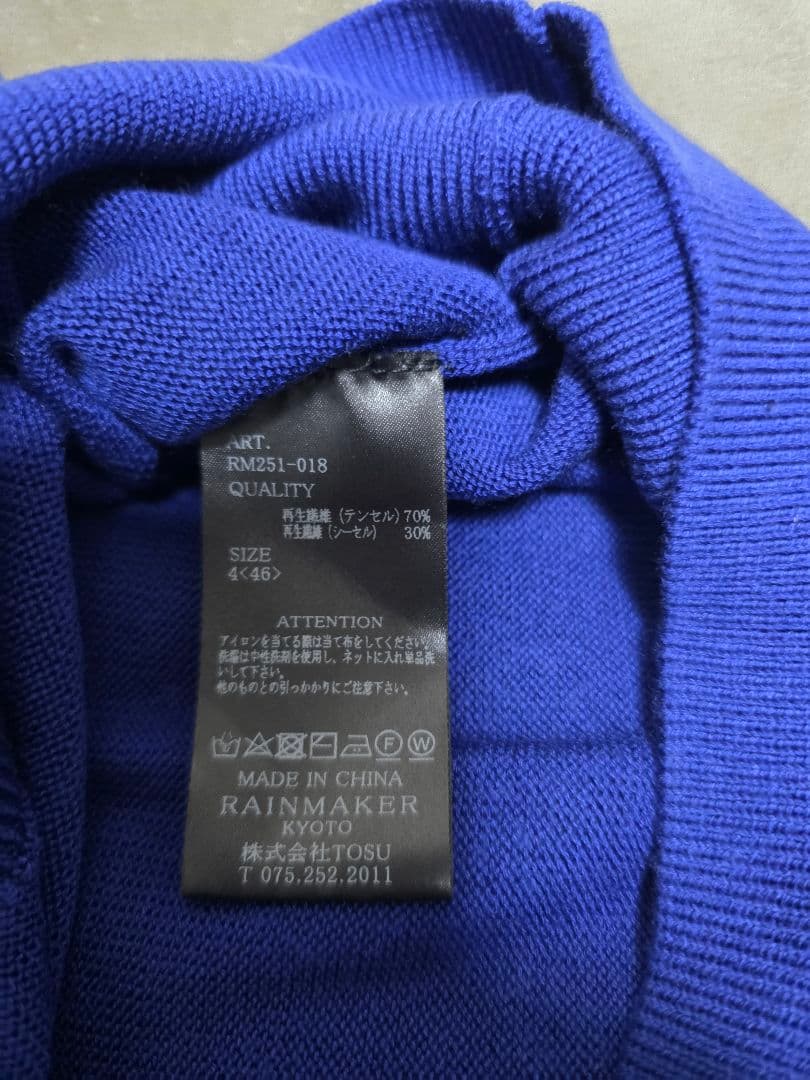 ART.
RM251-018
QUALITY
再生繊維 (テンセル) 70%
再生繊維 (シーセル) 30%
SIZE
4<46>
ATTENTION
アイロンを当てる際は当て布をしてください。
洗濯は中性洗剤を使用し、ネットに入れ単品洗
いして下さい。
他のものとの引っかかりにご注意下さい。
F W
MADE IN CHINA
RAINMAKER
KYOTO
株式会社TOSU
T 075.252.2011